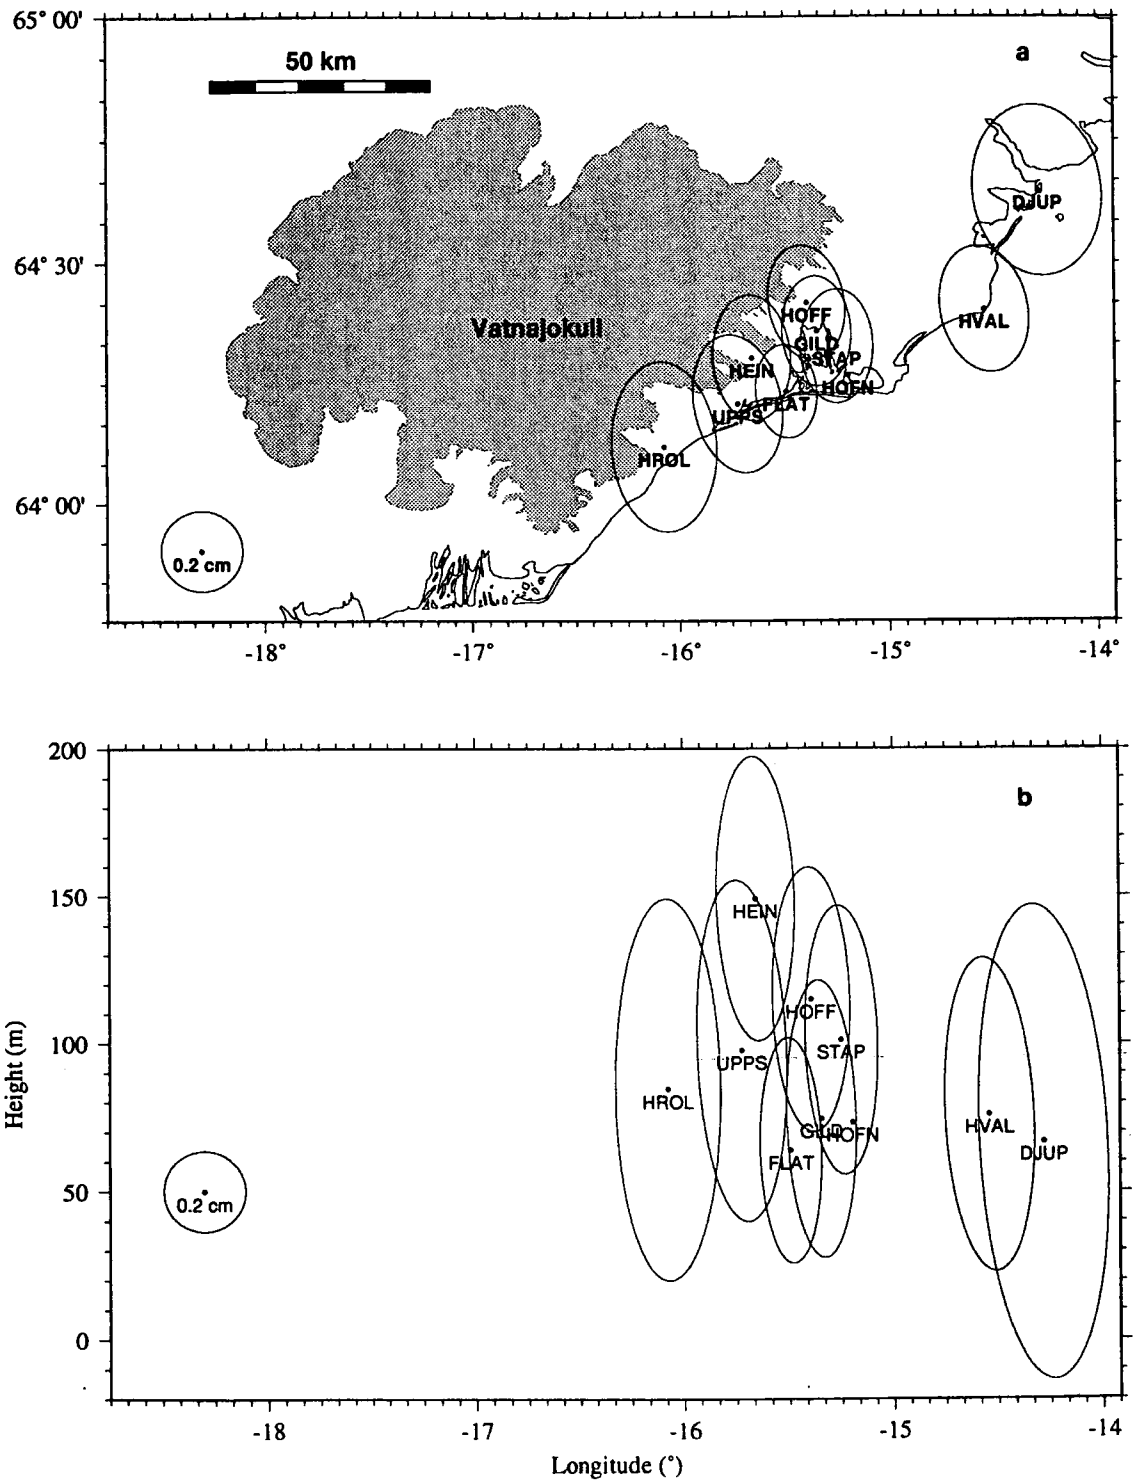 65° 00'
a
50 km
DJUP
64° 30'
HOFF
HVAL
Vatnajokull
GILD
STAP
HEIN
HOFN
FLAT
UPPS
HROL
64° 00'
0.2 cm
-18°
-17°
-16°
-15°
-14°
200
b
150
HEIN
HOFF
100
STAP
UPPS
HROL
GILD
HOFN
HVAL
DJUP
FLAT
50
0.2 cm
0
Height (m)
-18
-17
-16
-15
-14
Longitude (°)